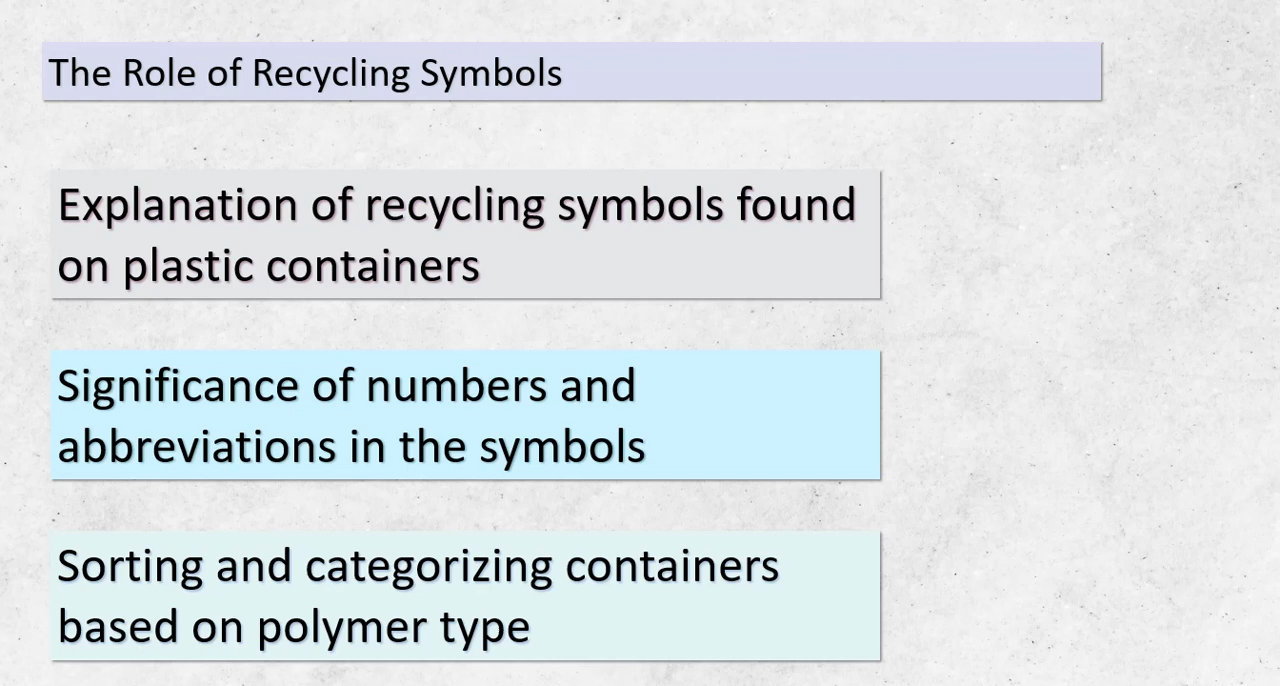 The Role of Recycling Symbols
Explanation of recycling symbols found
on plastic containers
Significance of numbers and
abbreviations in the symbols
Sorting and categorizing containers
based on polymer type